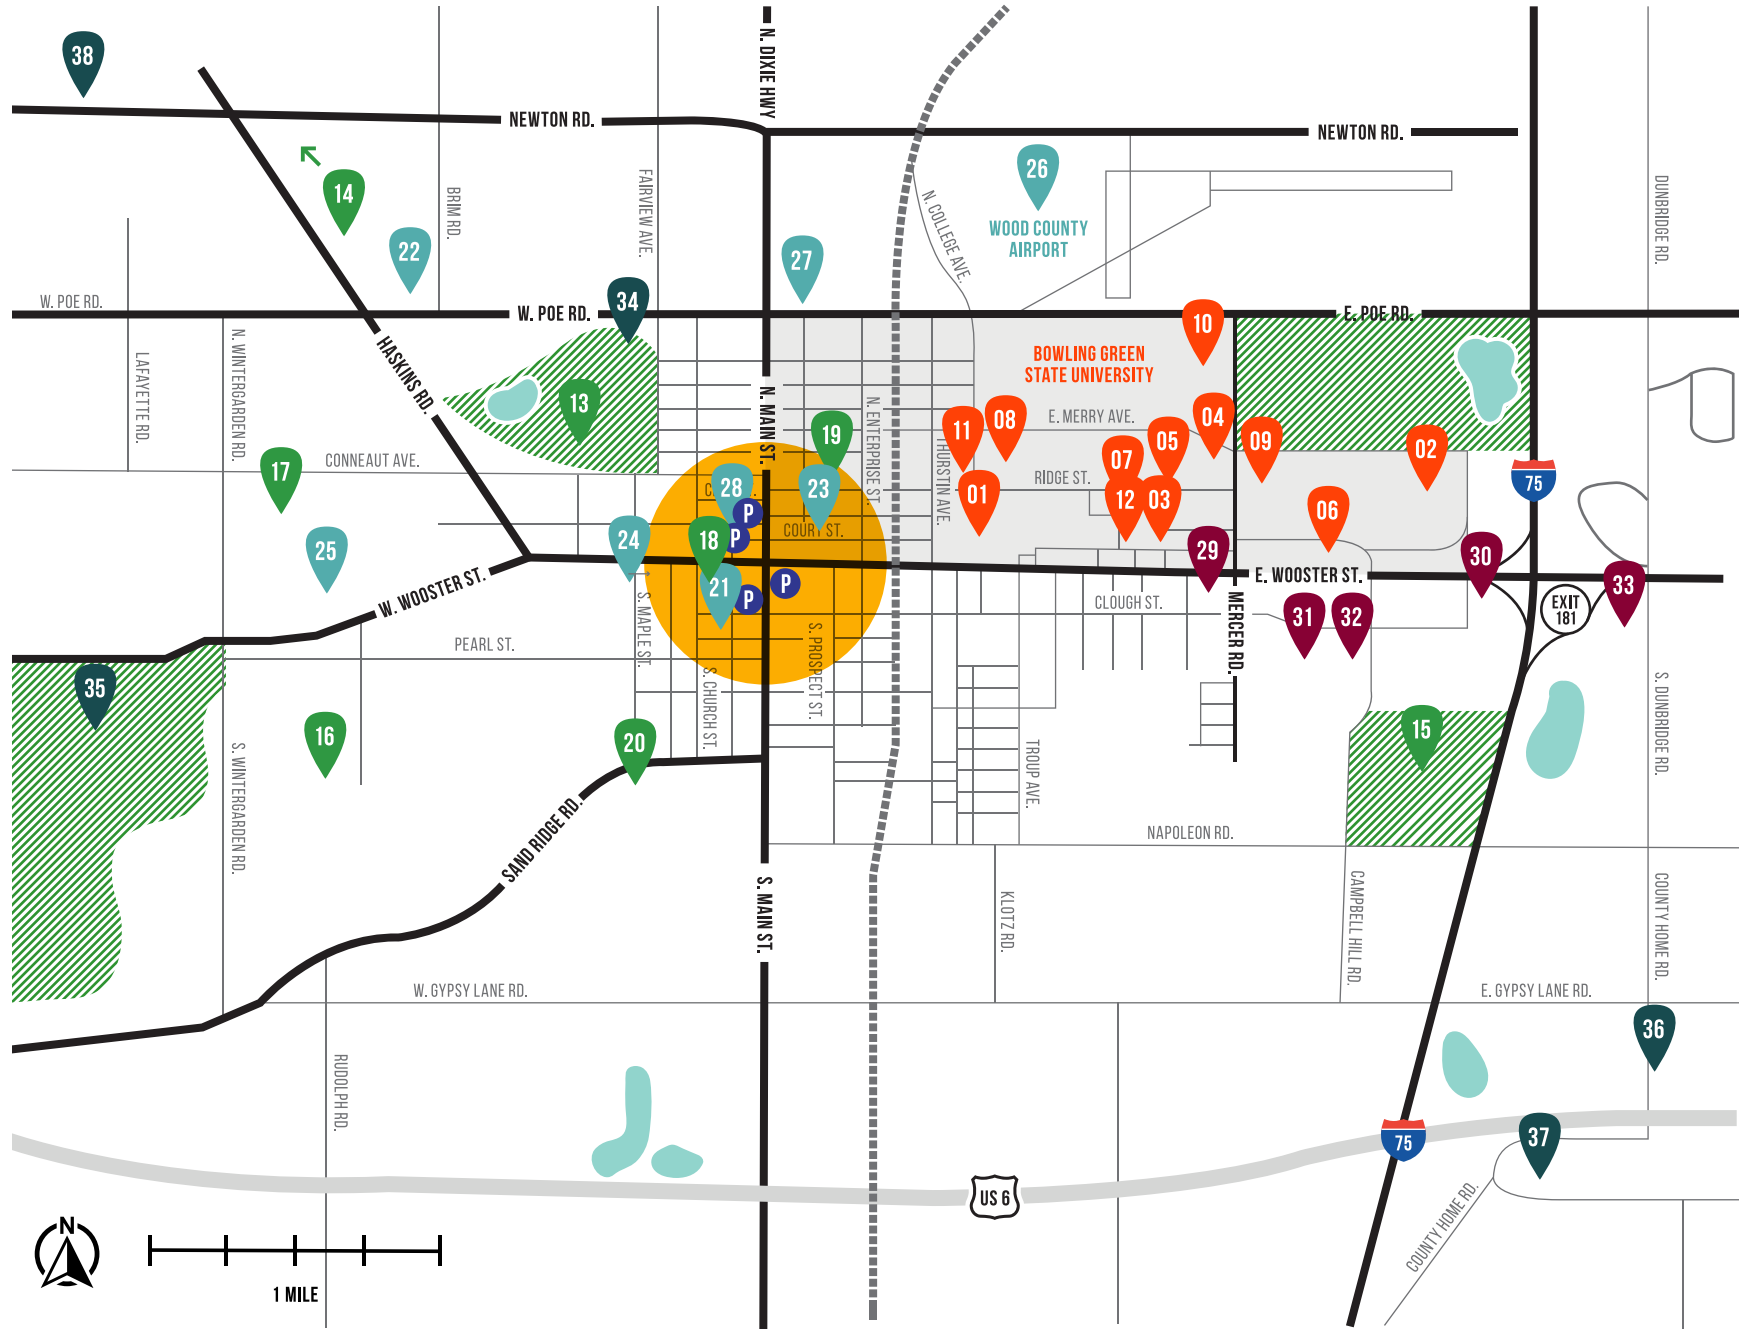 38
N. DIXIE HWY
NEWTON RD.
NEWTON RD.
14
BRIM RD.
FAIRVIEW AVE.
26
WOOD COUNTY
AIRPORT
N. COLLEGE AVE.
DUNBRIDGE RD.
22
27
W. POE RD.
34
W. POE RD.
E. POE RD.
10
LAFAYETTE RD.
N. WINTERGARDEN RD.
HASKINS RD.
BOWLING GREEN
STATE UNIVERSITY
13
N. MAIN ST.
N. ENTERPRISE ST.
19
11
08
E. MERRY AVE.
04
05
09
02
07
17
CONNEAUT AVE.
28
23
THURSTIN AVE.
01
RIDGE ST.
12
03
75
P
06
25
24
18
P
COURT ST.
29
30
W. WOOSTER ST.
21
P
P
E. WOOSTER ST.
33
EXIT
181
S. MAPLE ST.
CLOUGH ST.
MERCER RD.
31
32
PEARL ST.
S. CHURCH ST.
S. PROSPECT ST.
35
S. DUNBRIDGE RD.
16
S. WINTERGARDEN RD.
20
TROUP AVE.
15
SAND RIDGE RD.
NAPOLEON RD.
S. MAIN ST.
KLOTZ RD.
CAMPBELL HILL RD.
COUNTY HOME RD.
W. GYPSY LANE RD.
E. GYPSY LANE RD.
36
RUDOLPH RD.
75
37
US 6
COUNTY HOME RD.
N
1 MILE